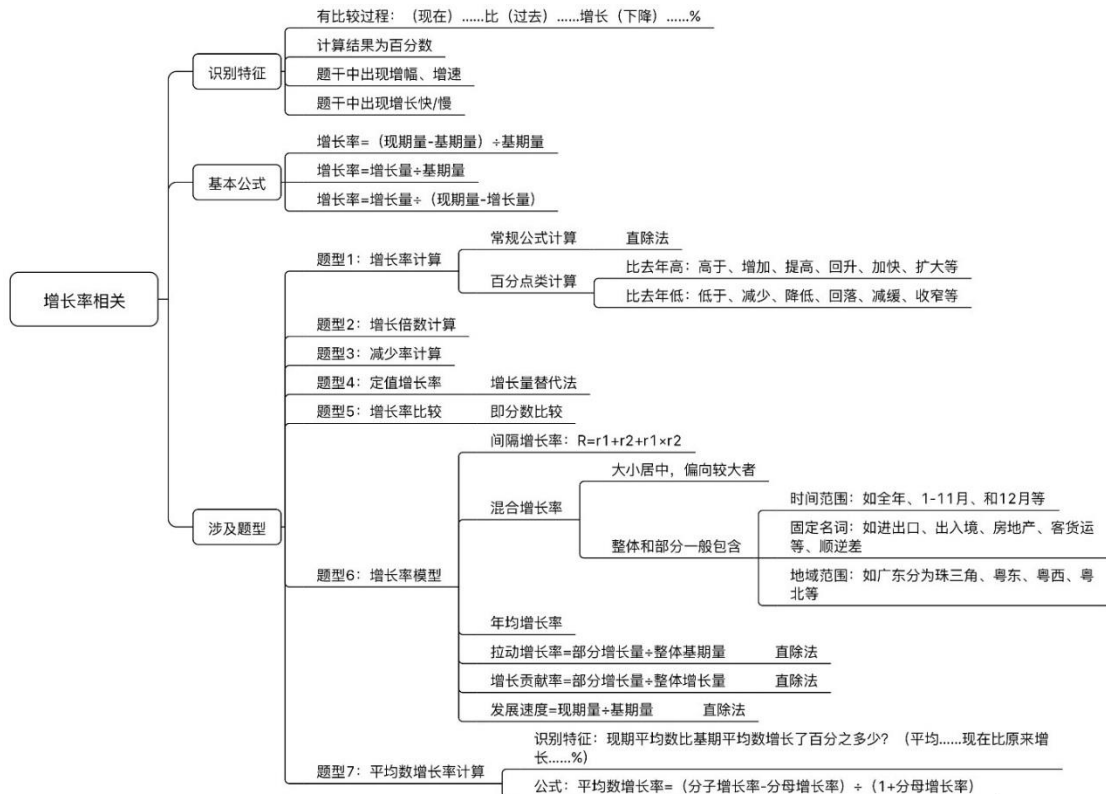 增长率相关
识别特征
有比较过程：（现在）……比（过去）……增长（下降）……%
计算结果为百分数
题干中出现增幅、增速
题干中出现增长快/慢
基本公式
增长率=（现期量-基期量）÷基期量
增长率=增长量÷基期量
增长率=增长量÷（现期量-增长量）
涉及题型
题型1：增长率计算
常规公式计算
直除法
百分点类计算
比去年高：高于、增加、提高、回升、加快、扩大等
比去年低：低于、减少、降低、回落、减缓、收窄等
题型2：增长倍数计算
题型3：减少率计算
题型4：定值增长率
增长量替代法
题型5：增长率比较
即分数比较
题型6：增长率模型
间隔增长率：R=r1+r2+r1×r2
混合增长率
大小居中，偏向较大者
整体和部分一般包含
时间范围：如全年、1-11月、和12月等
固定名词：如进出口、出入境、房地产、客货运
等、顺逆差
地域范围：如广东分为珠三角、粤东、粤西、粤
北等
年均增长率
拉动增长率=部分增长量÷整体基期量
直除法
增长贡献率=部分增长量÷整体增长量
直除法
发展速度=现期量÷基期量
直除法
题型7：平均数增长率计算
识别特征：现期平均数比基期平均数增长了百分之多少？（平均……现在比原来增
长……%）
公式：平均数增长率=（分子增长率-分母增长率）÷（1+分母增长率）